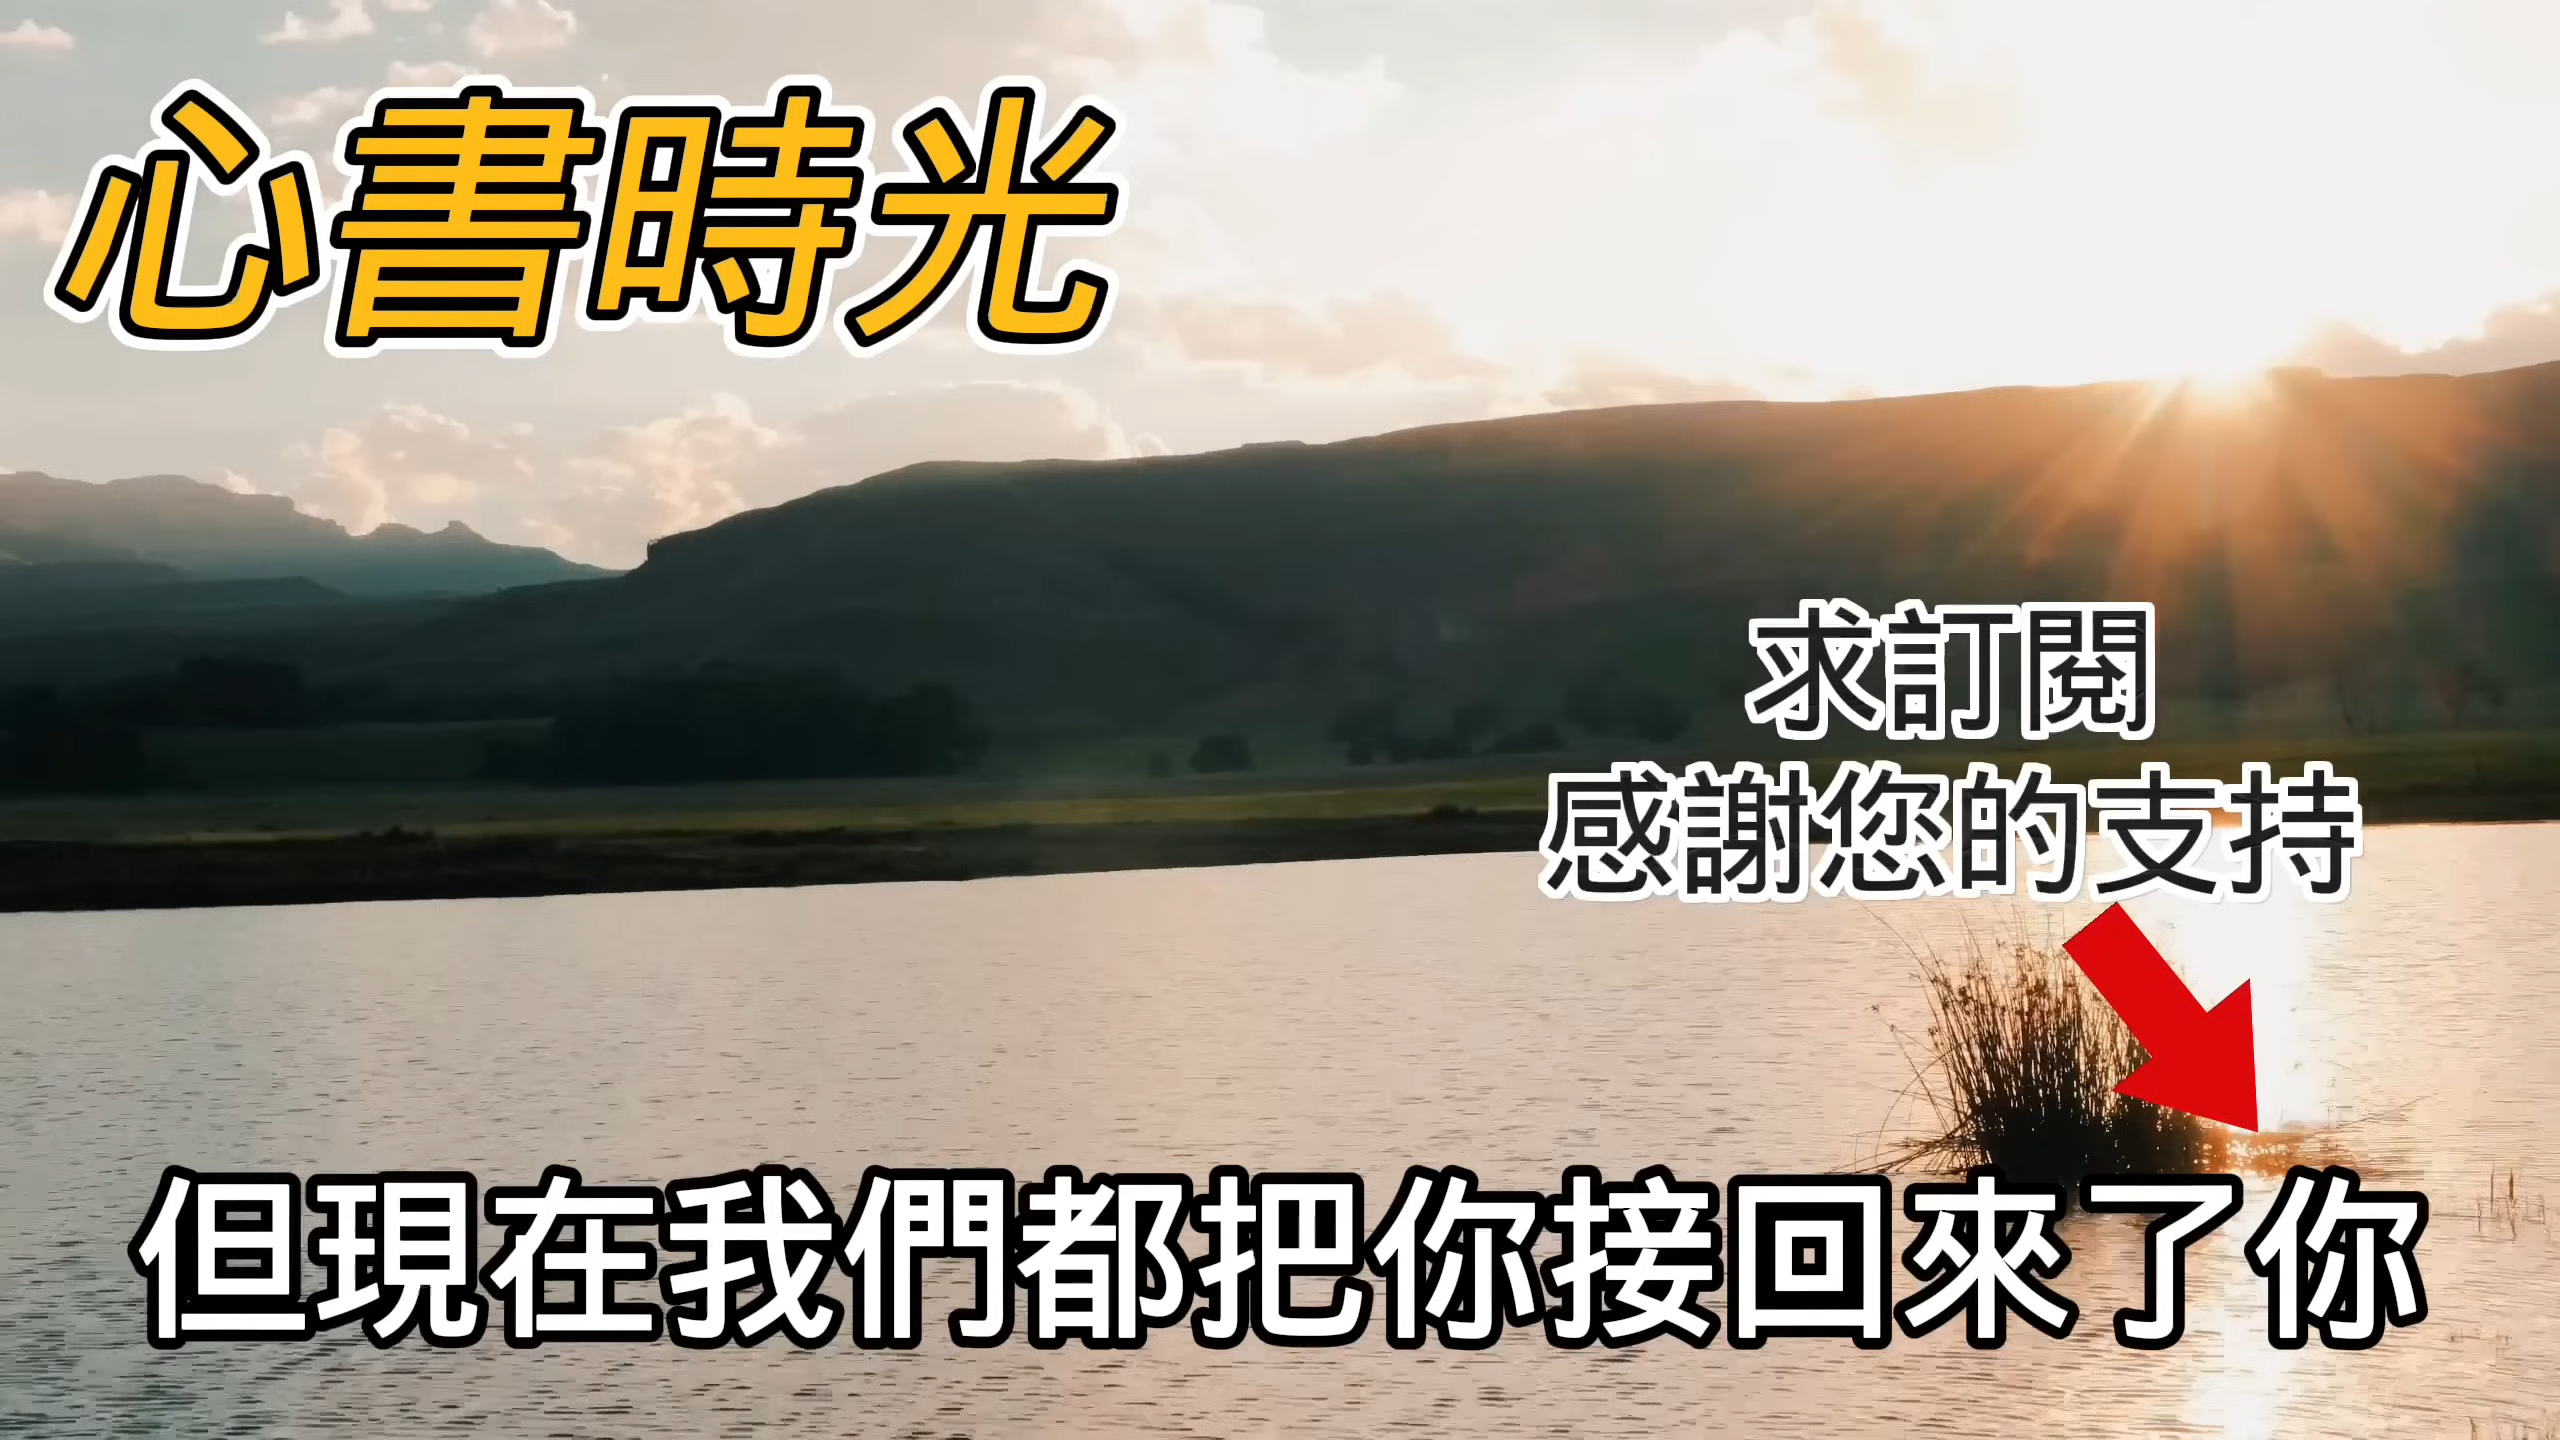 心書時光
求訂閱
感謝您的支持
但現在我們都把你接回來了你